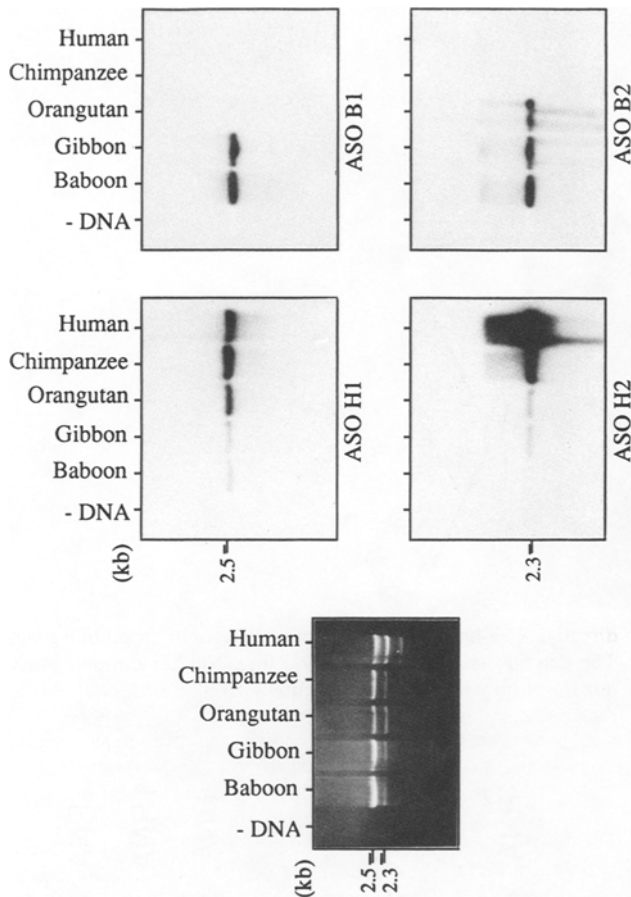 Human
Chimpanzee
Orangutan
Gibbon
Baboon
- DNA
ASO B1
ASO B2
Human
Chimpanzee
Orangutan
Gibbon
Baboon
- DNA
(kb)
2.5
ASO H1
2.3
ASO H2
Human
Chimpanzee
Orangutan
Gibbon
Baboon
- DNA
(kb)
2.5
2.3